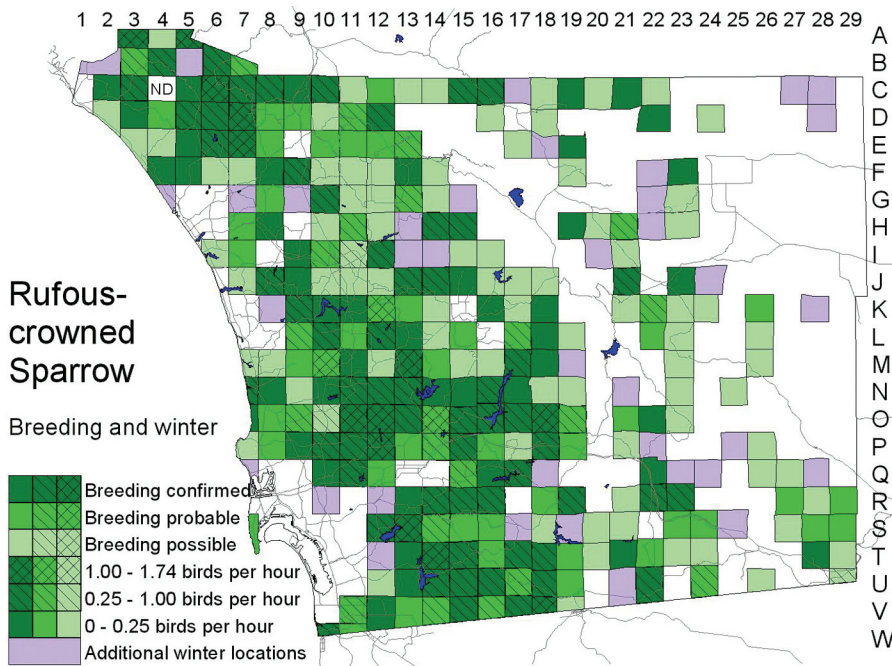 1 2 3 4 5 6 7 8 9 10 11 12 13 14 15 16 17 18 19 20 21 22 23 24 25 26 27 28 29
A
B
C
D
E
F
G
H
I
J
K
L
M
N
O
P
Q
R
S
T
U
V
W
ND
Rufous-
crowned
Sparrow
Breeding and winter
Breeding confirmed
Breeding probable
Breeding possible
1.00 - 1.74 birds per hour
0.25 - 1.00 birds per hour
0 - 0.25 birds per hour
Additional winter locations